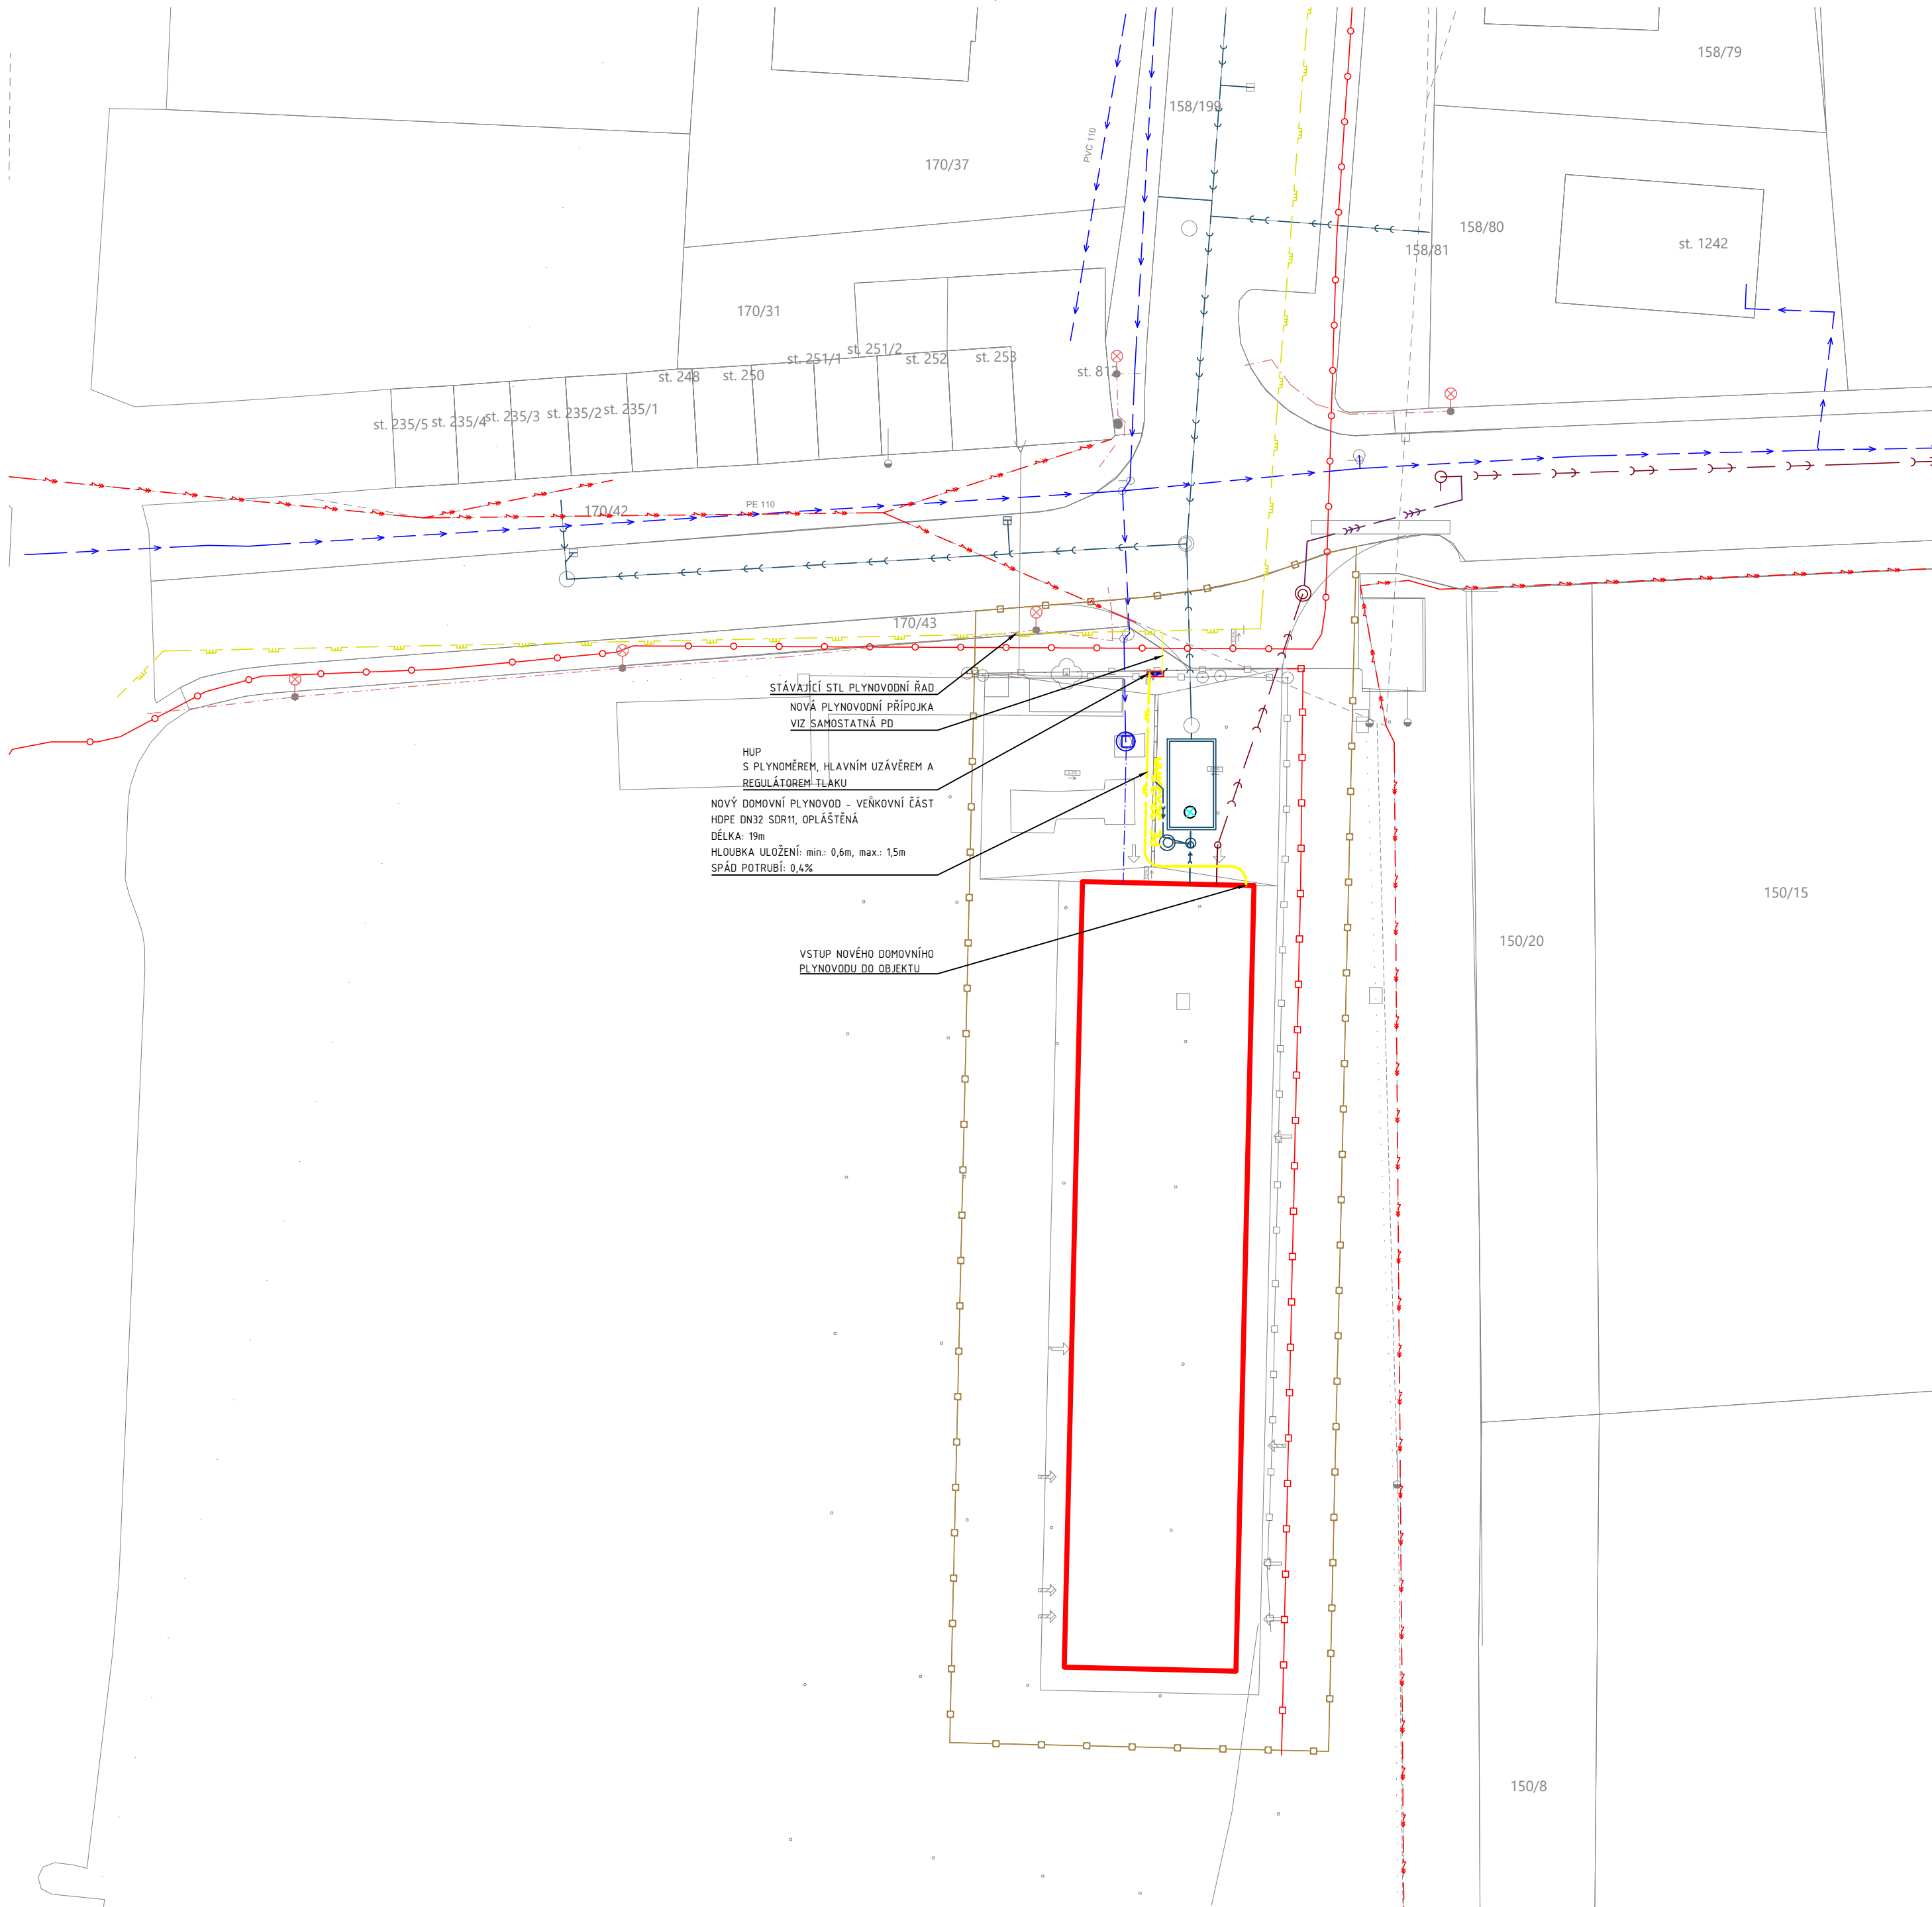 158/79
158/199
PVC 110
170/37
158/80
158/81
st. 1242
170/31
st. 251/2
st. 251/1
st. 252
st. 253
st. 248
st. 250
st. 812
st. 235/5
st. 235/4
st. 235/3
st. 235/2
st. 235/1
PE 110
170/42
170/43
STÁVAJÍCÍ STL PLYNOVODNÍ ŘAD
NOVÁ PLYNOVODNÍ PŘÍPOJKA
VIZ SAMOSTATNÁ PD
HUP
S PLYNOMĚREM, HLAVNÍM UZÁVĚREM A
REGULÁTOREM TLAKU
NOVÝ DOMOVNÍ PLYNOVOD - VEŇKOVNÍ ČÁST
HDPE DN32 SDR11, OPLÁŠTĚNÁ
DÉLKA: 19m
HLOUBKA ULOŽENÍ: min.: 0,6m, max.: 1,5m
SPÁD POTRUBÍ: 0,4%
150/15
150/20
VSTUP NOVÉHO DOMOVNÍHO
PLYNOVODU DO OBJEKTU
150/8